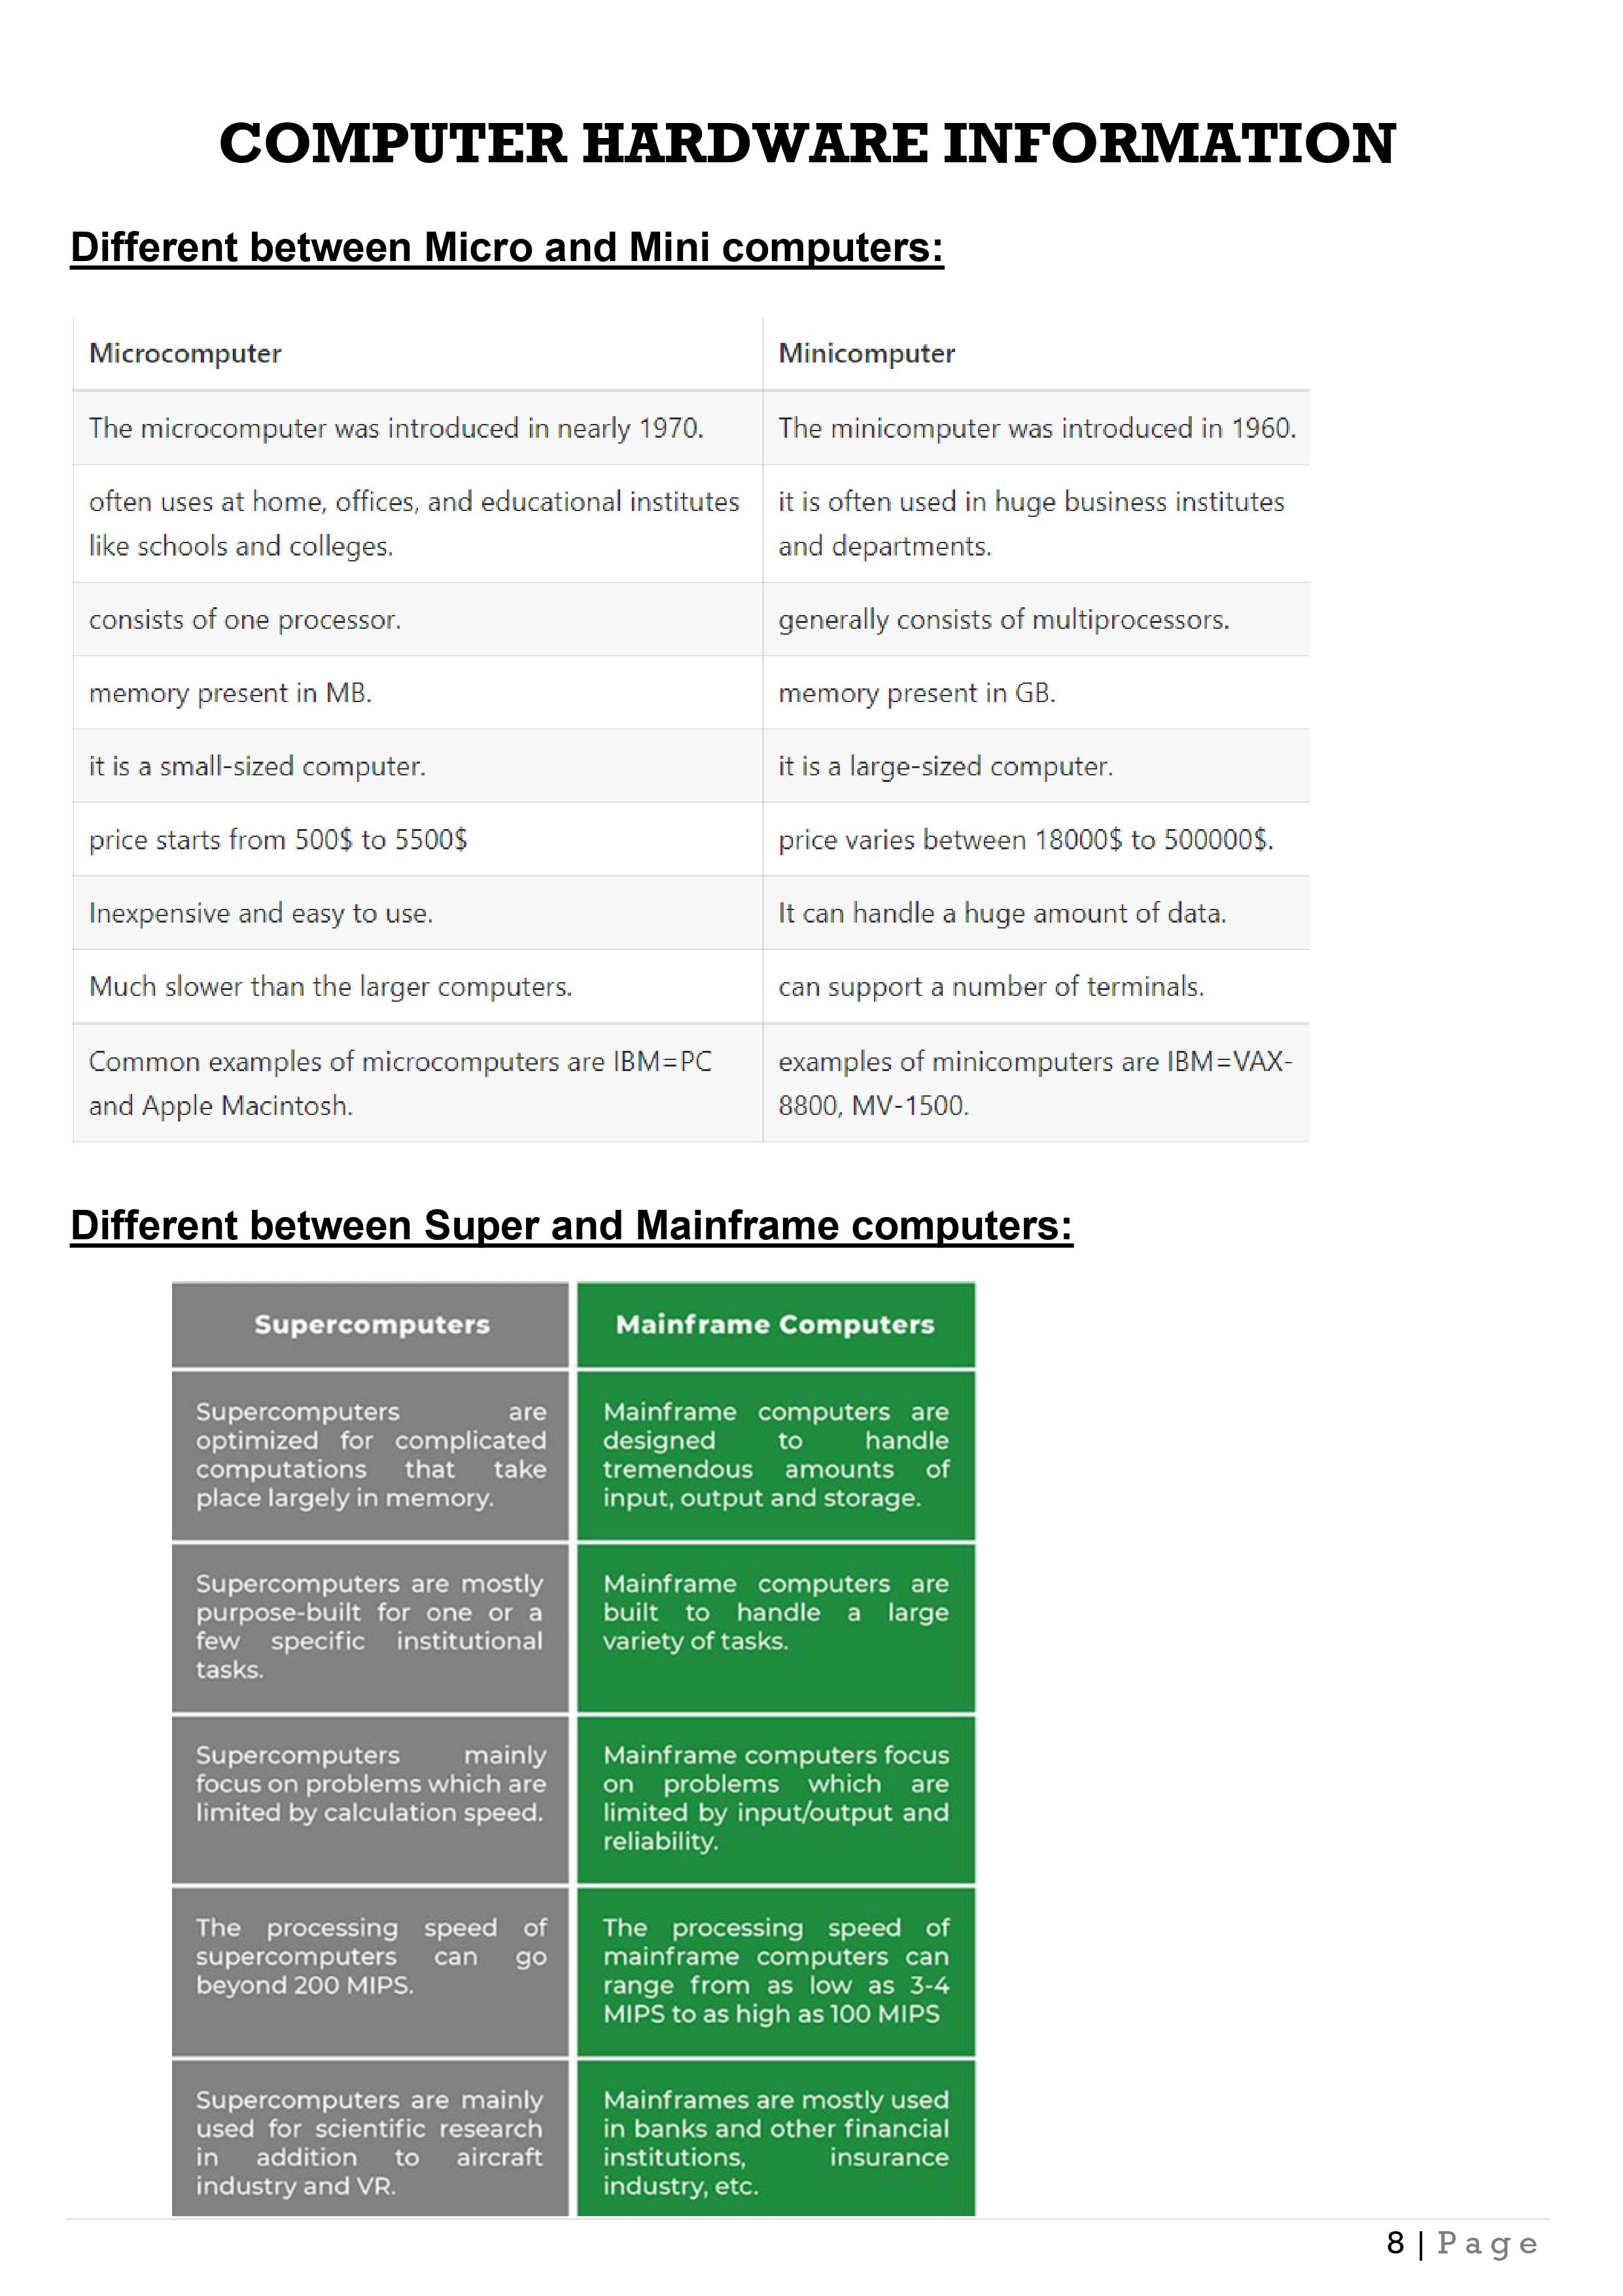 COMPUTER HARDWARE INFORMATION
Different between Micro and Mini computers:
Microcomputer
Minicomputer
The microcomputer was introduced in nearly 1970.
The minicomputer was introduced in 1960.
often uses at home, offices, and educational institutes
like schools and colleges.
it is often used in huge business institutes
and departments.
consists of one processor.
generally consists of multiprocessors.
memory present in MB.
memory present in GB.
it is a small-sized computer.
it is a large-sized computer.
price starts from 500$ to 5500$
price varies between 18000$ to 500000$.
Inexpensive and easy to use.
It can handle a huge amount of data.
Much slower than the larger computers.
can support a number of terminals.
Common examples of microcomputers are IBM=PC
and Apple Macintosh.
examples of minicomputers are IBM=VAX-
8800, MV-1500.
Different between Super and Mainframe computers:
Supercomputers
Mainframe Computers
Supercomputers are
optimized for complicated
computations that take
place largely in memory.
Mainframe computers are
designed to handle
tremendous amounts of
input, output and storage.
Supercomputers are mostly
purpose-built for one or a
few specific institutional
tasks.
Mainframe computers are
built to handle a large
variety of tasks.
Supercomputers mainly
focus on problems which are
limited by calculation speed.
Mainframe computers focus
on problems which are
limited by input/output and
reliability.
The processing speed of
supercomputers can go
beyond 200 MIPS.
The processing speed of
mainframe computers can
range from as low as 3-4
MIPS to as high as 100 MIPS
Supercomputers are mainly
used for scientific research
in addition to aircraft
industry and VR.
Mainframes are mostly used
in banks and other financial
institutions, insurance
industry, etc.
8 | Page